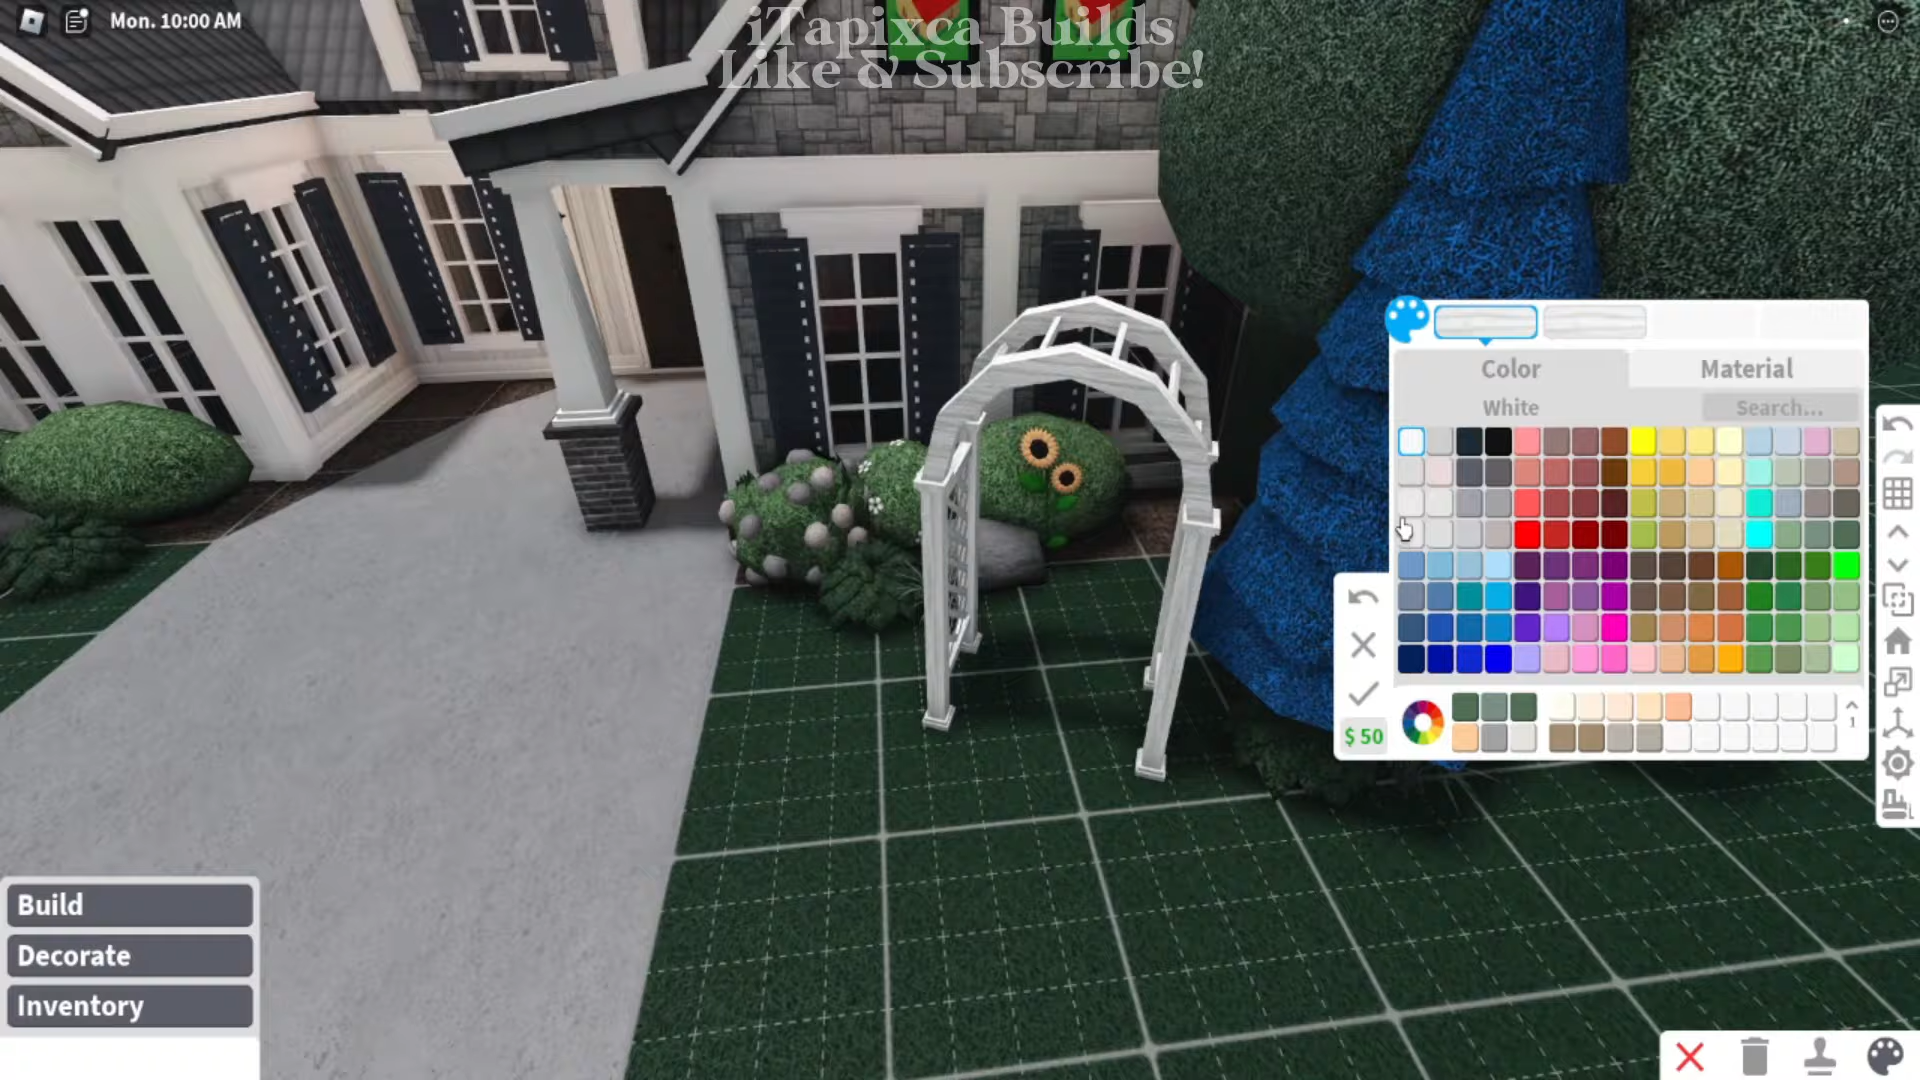 Mon. 10:00 AM
iTapixca Builds
Like & Subscribe!
Color
Material
White
Search...
$ 50
1
Build
Decorate
Inventory